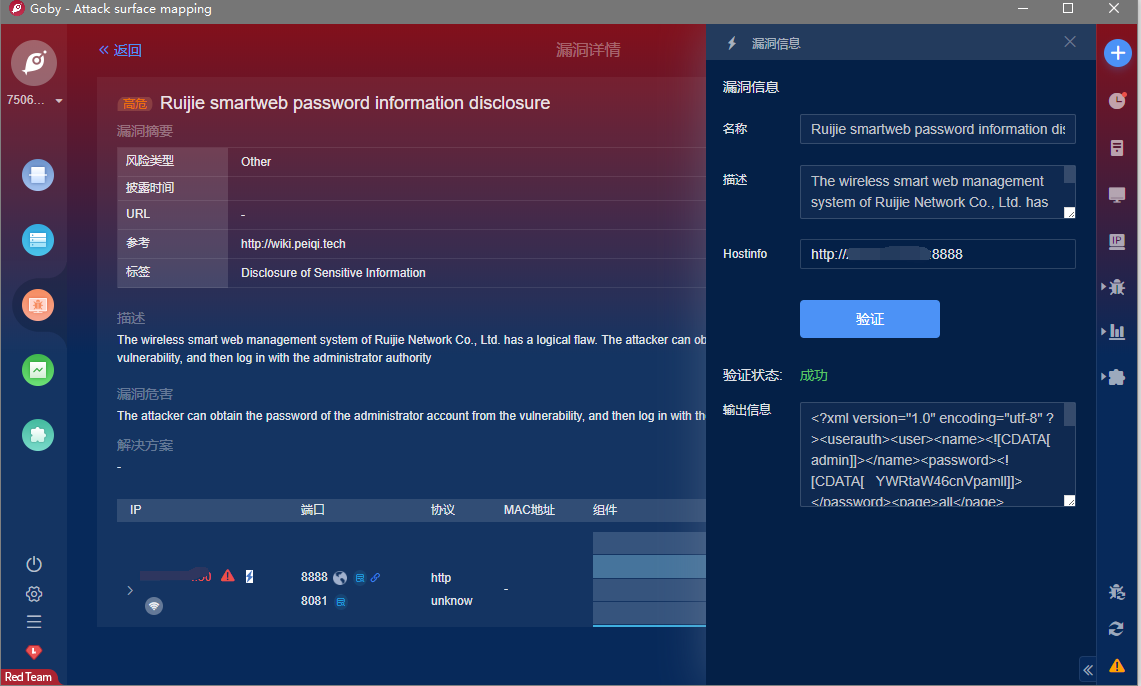 Goby - Attack surface mapping
7506...
« 返回
漏洞详情
高危 Ruijie smartweb password information disclosure
漏洞摘要
风险类型 Other
披露时间
URL -
参考 http://wiki.peiqi.tech
标签 Disclosure of Sensitive Information
描述
The wireless smart web management system of Ruijie Network Co., Ltd. has a logical flaw. The attacker can ob
vulnerability, and then log in with the administrator authority
漏洞危害
The attacker can obtain the password of the administrator account from the vulnerability, and then log in with the
解决方案
-
IP 端口 协议 MAC地址 组件
8888 http -
8081 unknow
Red Team
漏洞信息
漏洞信息
名称 Ruijie smartweb password information dis
描述 The wireless smart web management
system of Ruijie Network Co., Ltd. has
Hostinfo http:// :8888
验证
验证状态: 成功
输出信息 <?xml version="1.0" encoding="utf-8" ?
><userauth><user><name><![CDATA[
admin]]></name><password><!
[CDATA[ YWRtaW46cnVpamll]]>
</password><page>all</page>
IP